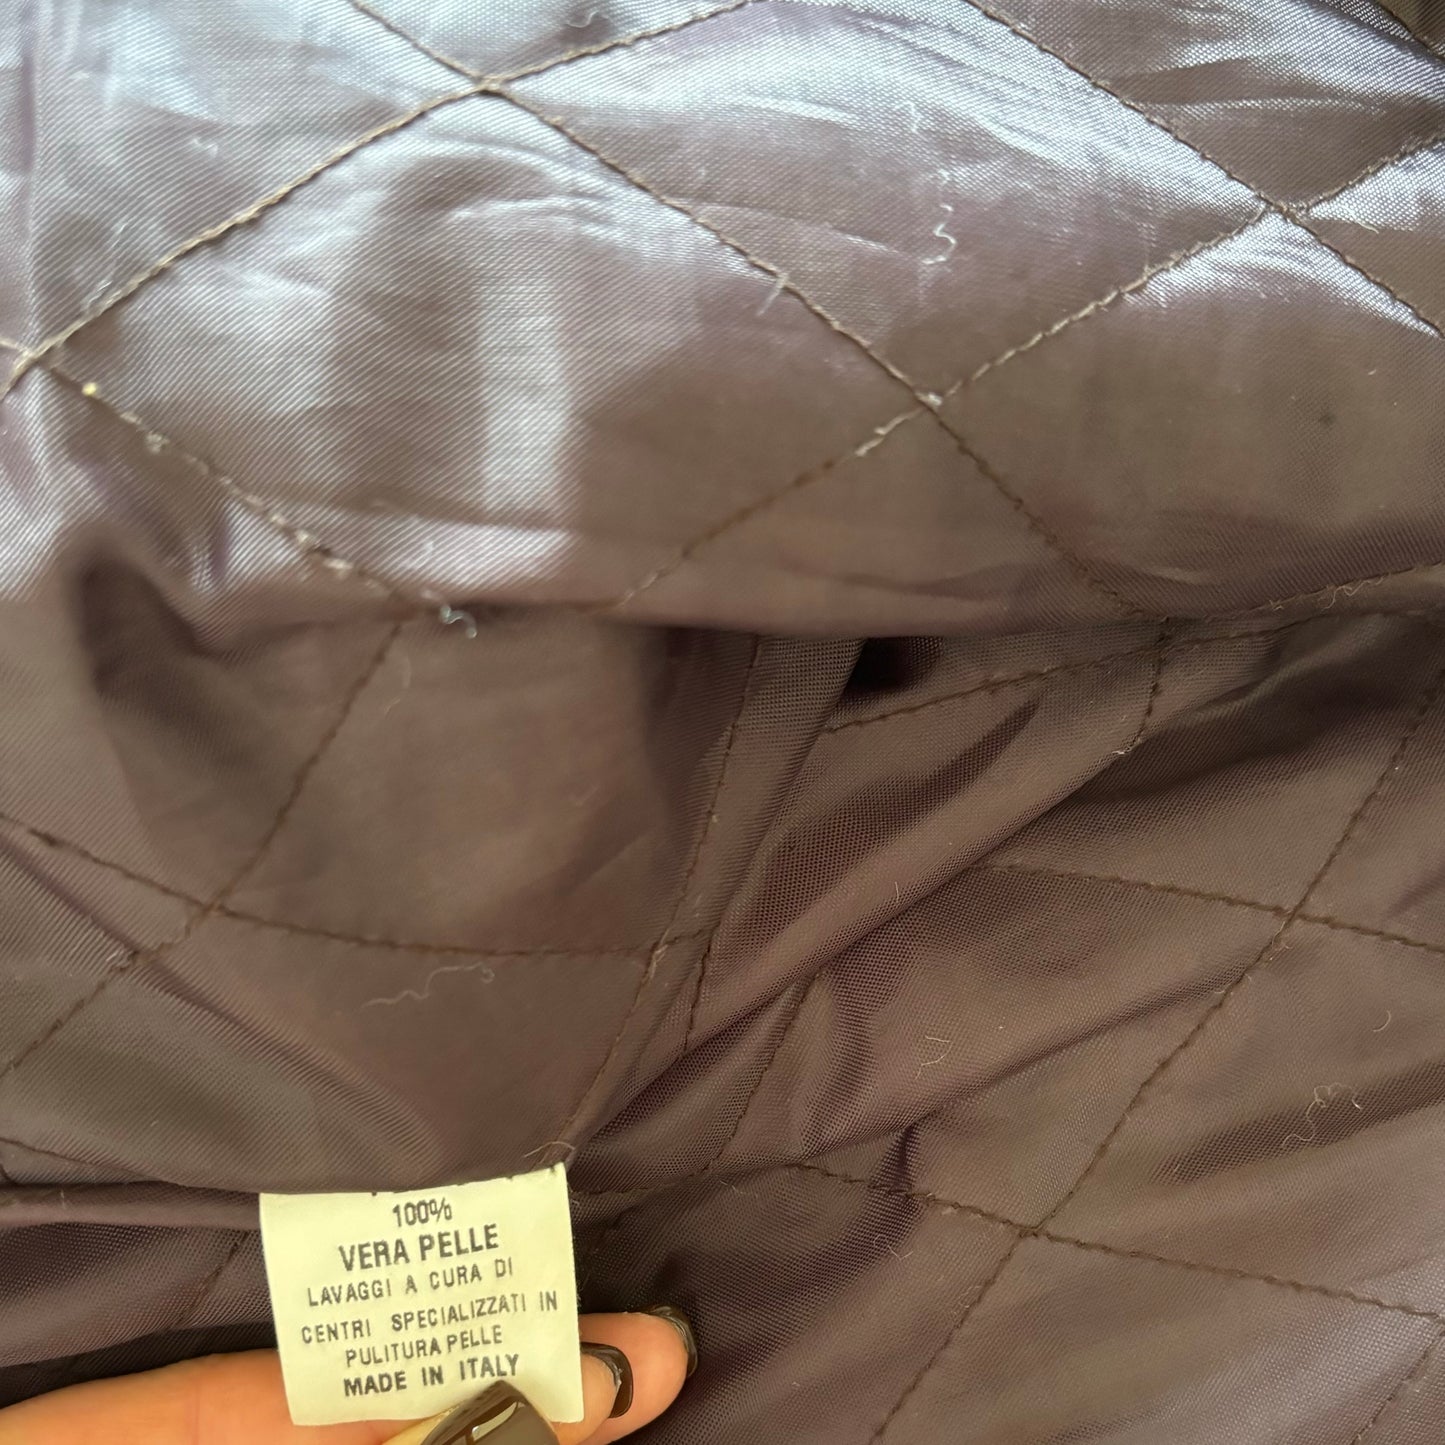 100%
VERA PELLE
LAVAGGI A CURA DI
CENTRI SPECIALIZZATI IN
PULITURA PELLE
MADE IN ITALY